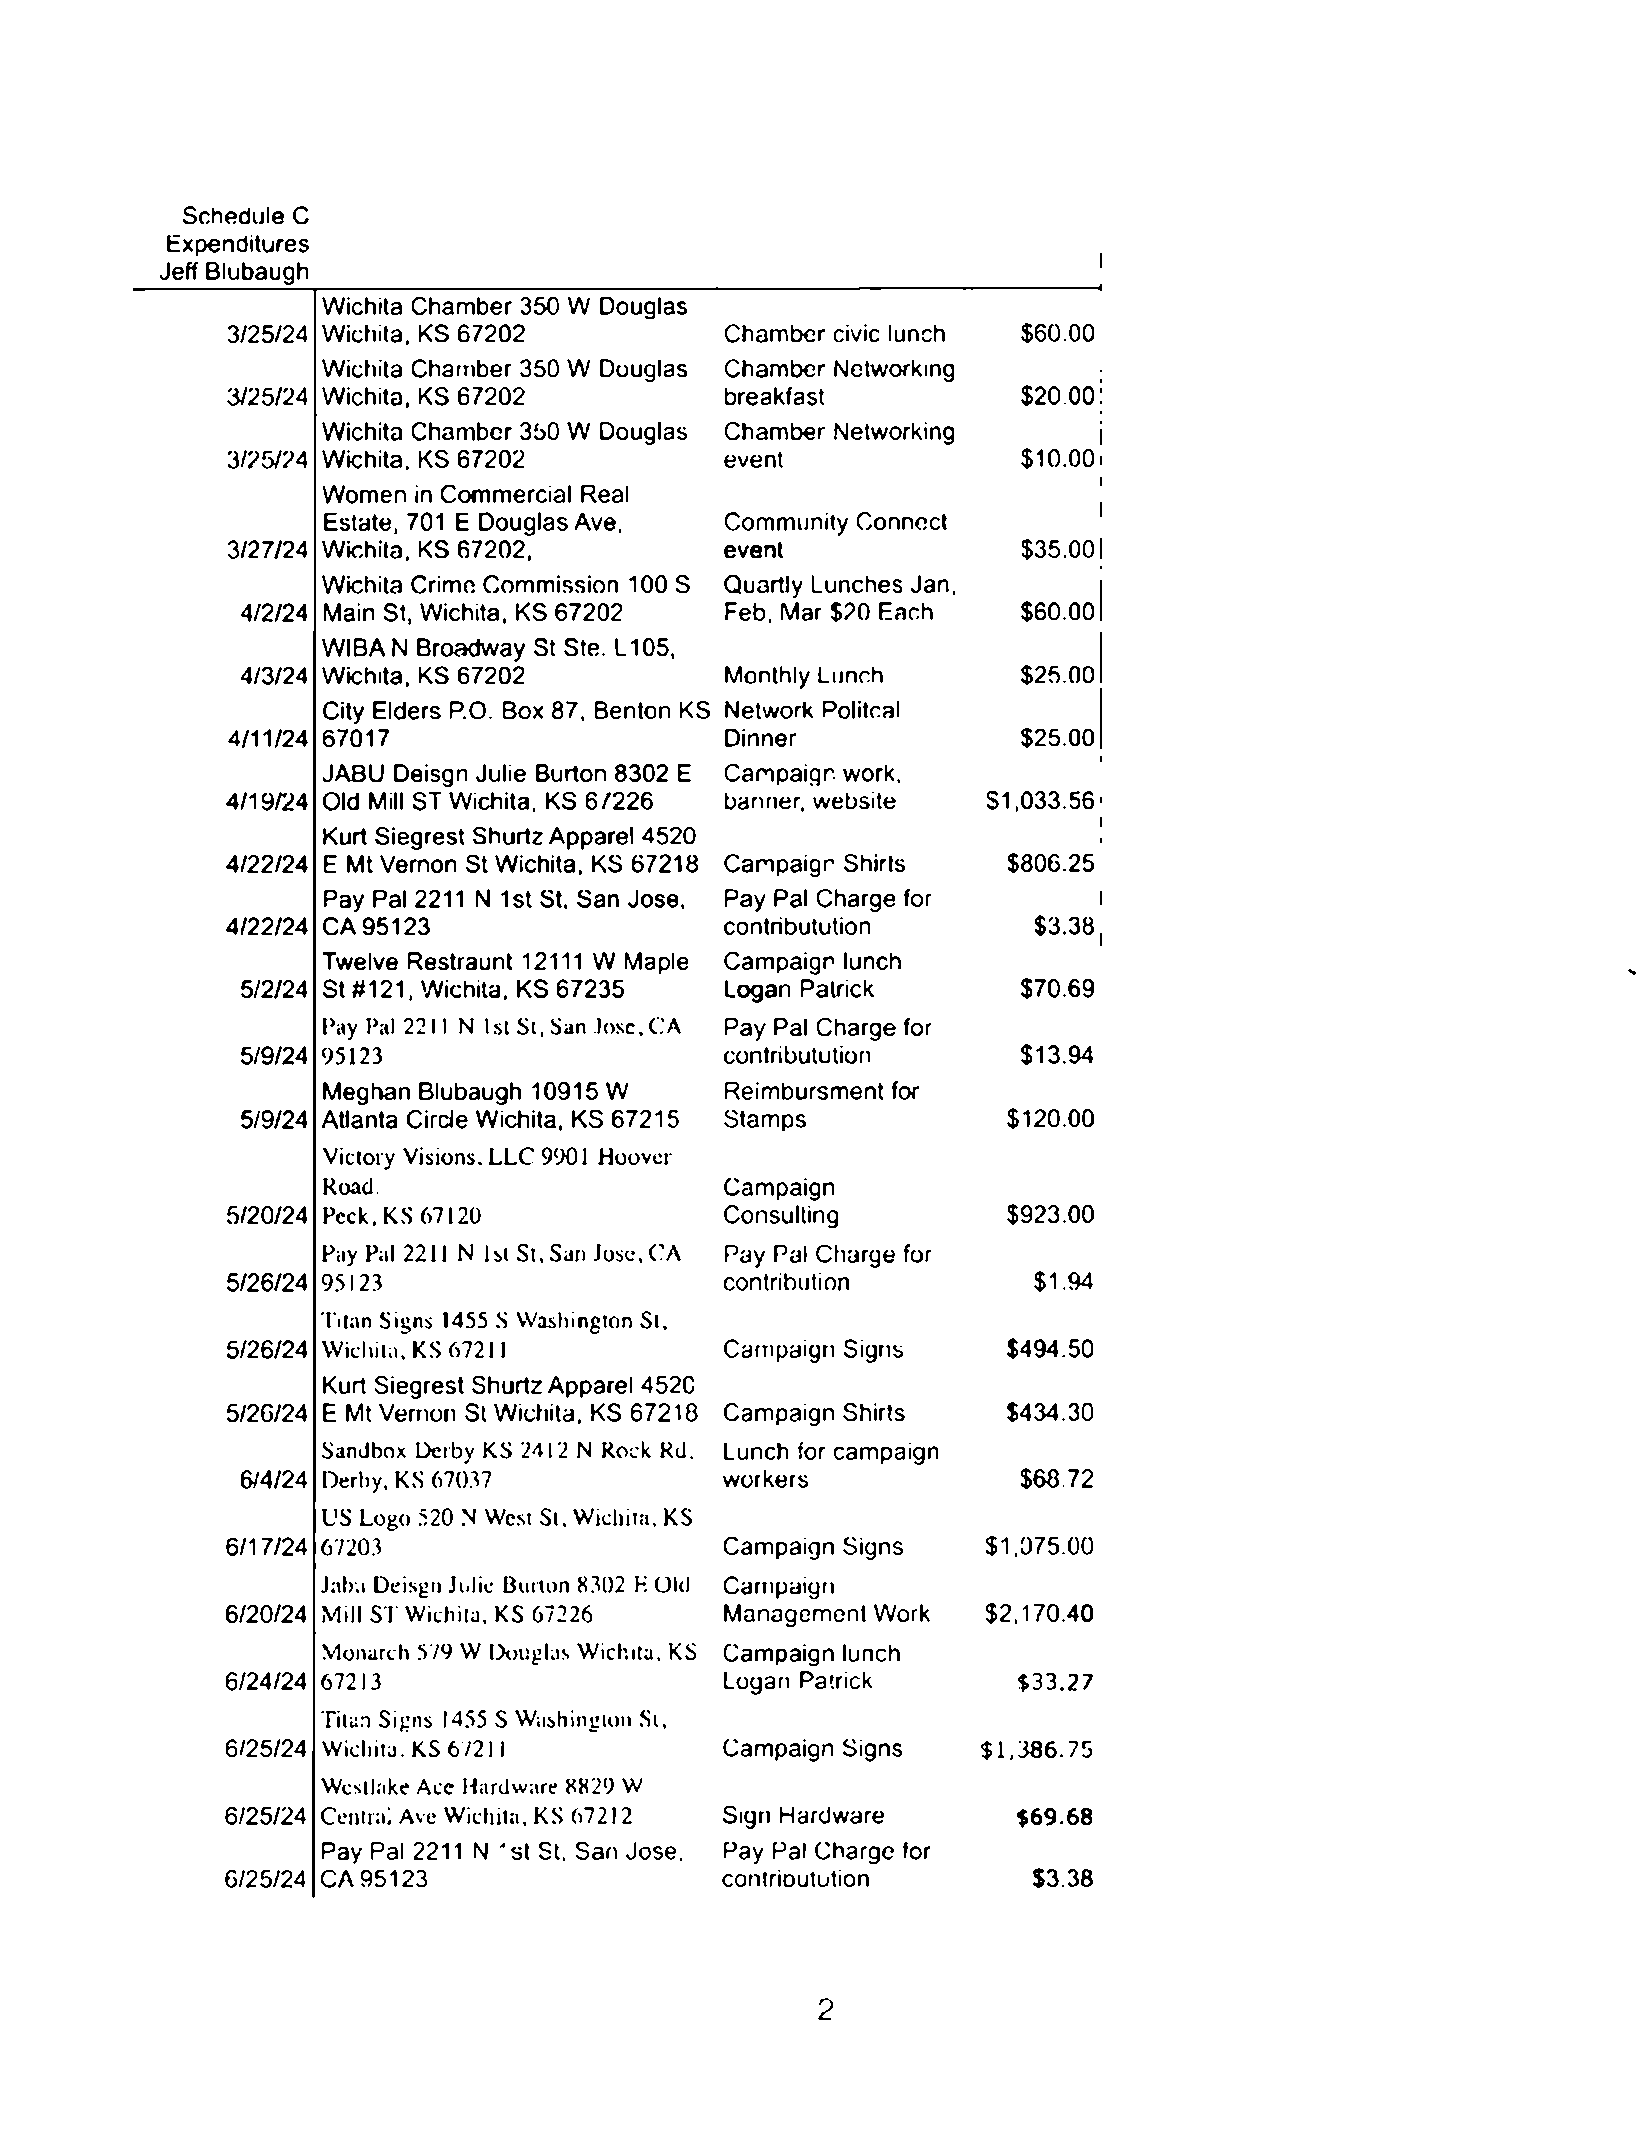 Schedule C
Expenditures
Jeff Blubaugh
Wichita Chamber 350 W Douglas
3/25/24 Wichita, KS 67202 Chamber civic lunch $60.00
Wichita Chamber 350 W Douglas Chamber Networking
3/25/24 Wichita, KS 67202 breakfast $20.00
Wichita Chamber 350 W Douglas Chamber Networking
3/25/24 Wichita, KS 67202 event $10.00
Women in Commercial Real
Estate, 701 E Douglas Ave, Community Connect
3/27/24 Wichita, KS 67202, event $35.00
Wichita Crime Commission 100 S Quartly Lunches Jan,
4/2/24 Main St, Wichita, KS 67202 Feb, Mar $20 Each $60.00
WIBA N Broadway St Ste. L105,
4/3/24 Wichita, KS 67202 Monthly Lunch $25.00
City Elders P.O. Box 87, Benton KS Network Politcal
4/11/24 67017 Dinner $25.00
JABU Deisgn Julie Burton 8302 E Campaign work,
4/19/24 Old Mill ST Wichita, KS 67226 banner, website $1,033.56
Kurt Siegrest Shurtz Apparel 4520
4/22/24 E Mt Vernon St Wichita, KS 67218 Campaign Shirts $806.25
Pay Pal 2211 N 1st St, San Jose, Pay Pal Charge for
4/22/24 CA 95123 contributution $3.38
Twelve Restraunt 12111 W Maple Campaign lunch
5/2/24 St #121, Wichita, KS 67235 Logan Patrick $70.69
Pay Pal 2211 N 1st St, San Jose, CA Pay Pal Charge for
5/9/24 95123 contributution $13.94
Meghan Blubaugh 10915 W Reimbursment for
5/9/24 Atlanta Circle Wichita, KS 67215 Stamps $120.00
Victory Visions, LLC 9901 Hoover
Road. Campaign
5/20/24 Peck, KS 67120 Consulting $923.00
Pay Pal 2211 N 1st St, San Jose, CA Pay Pal Charge for
5/26/24 95123 contribution $1.94
Titan Signs 1455 S Washington St,
5/26/24 Wichita, KS 67211 Campaign Signs $494.50
Kurt Siegrest Shurtz Apparel 4520
5/26/24 E Mt Vernon St Wichita, KS 67218 Campaign Shirts $434.30
Sandbox Derby KS 2412 N Rock Rd, Lunch for campaign
6/4/24 Derby, KS 67037 workers $68.72
US Logo 520 N West St, Wichita, KS
6/17/24 67203 Campaign Signs $1,075.00
Jabu Deisgn Julie Burton 8302 E Old Campaign
6/20/24 Mill ST Wichita, KS 67226 Management Work $2,170.40
Monarch 579 W Douglas Wichita, KS Campaign lunch
6/24/24 67213 Logan Patrick $33.27
Titan Signs 1455 S Washington St,
6/25/24 Wichita, KS 67211 Campaign Signs $1,386.75
Westlake Ace Hardware 8829 W
6/25/24 Central Ave Wichita, KS 67212 Sign Hardware $69.68
Pay Pal 2211 N 1st St, San Jose, Pay Pal Charge for
6/25/24 CA 95123 contributution $3.38
2